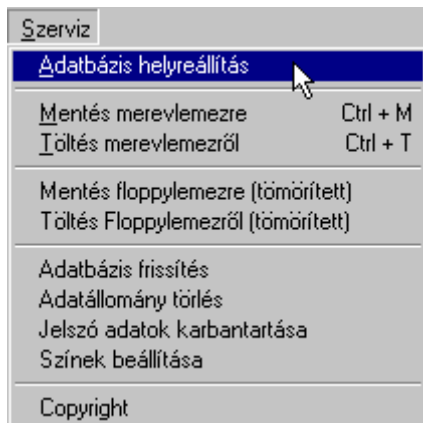 Szerviz
Adatbázis helyreállítás
Mentés merevlemezre Ctrl + M
Töltés merevlemezről Ctrl + T
Mentés floppylemezre (tömörített)
Töltés Floppylemezről (tömörített)
Adatbázis frissítés
Adatállomány törlés
Jelszó adatok karbantartása
Színek beállítása
Copyright